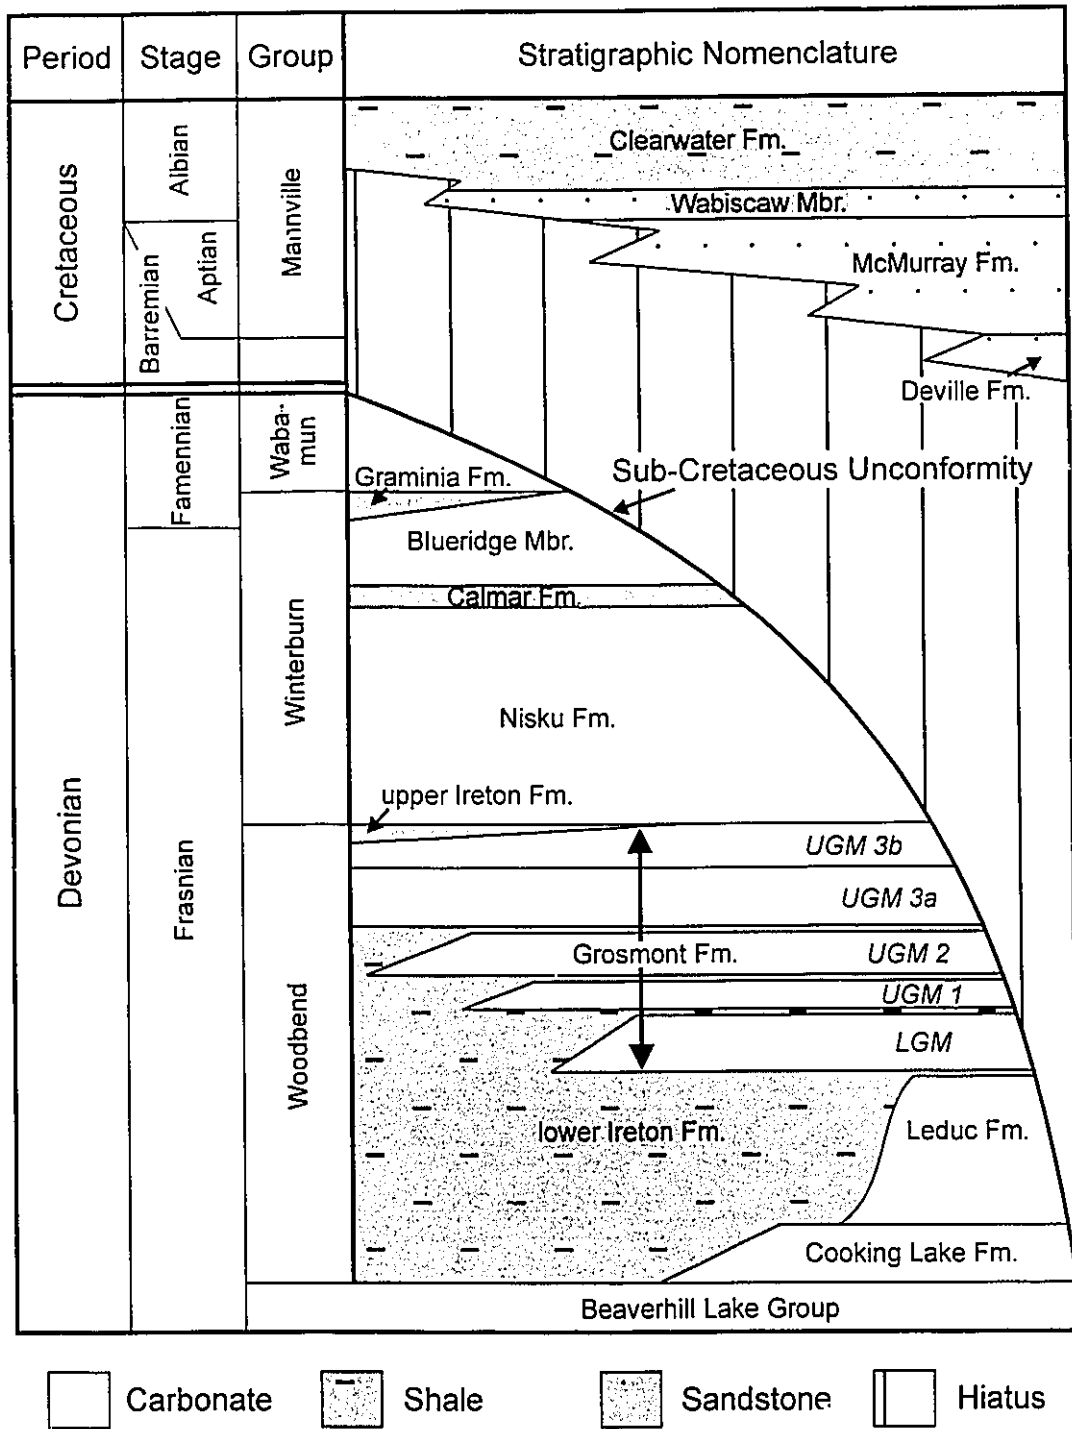 Period Stage Group Stratigraphic Nomenclature
Cretaceous
Albian
Barremian
Aptian
Mannville
Clearwater Fm.
Wabiscaw Mbr.
McMurray Fm.
Deville Fm.
Devonian
Famennian
Waba-
mun
Graminia Fm.
Sub-Cretaceous Unconformity
Blueridge Mbr.
Calmar Fm.
Frasnian
Winterburn
Nisku Fm.
upper Ireton Fm.
Woodbend
UGM 3b
UGM 3a
Grosmont Fm.
UGM 2
UGM 1
LGM
lower Ireton Fm.
Leduc Fm.
Cooking Lake Fm.
Beaverhill Lake Group
Carbonate Shale Sandstone Hiatus